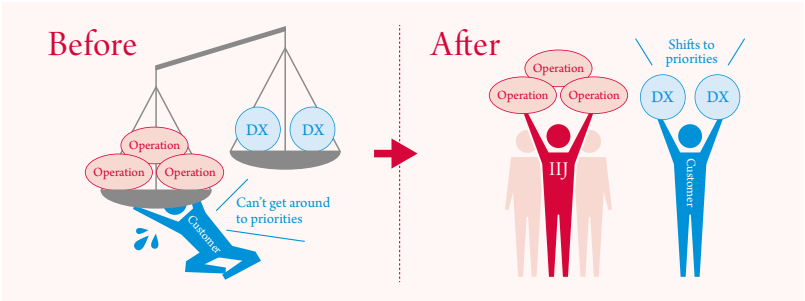 Before
Operation
Operation
Operation
DX
DX
Customer
Can't get around
to priorities
After
Operation
Operation
Operation
IIJ
Shifts to
priorities
DX
DX
Customer